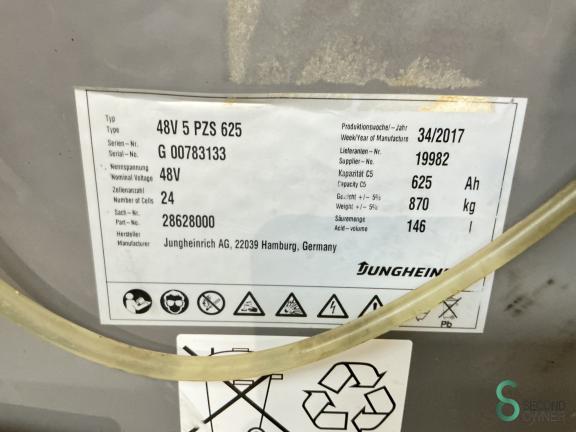 Typ
Type 48V 5 PZS 625
Serien-Nr.
Serial-No. G 00783133
Nennspannung
Nominal Voltage 48V
Zellenanzahl
Number of Cells 24
Sach-Nr.
Part-No. 28628000
Hersteller
Manufacturer Jungheinrich AG, 22039 Hamburg, Germany
Produktionswoche/-Jahr
Week/Year of Manufacture 34/2017
Lieferanten-Nr.
Supplier-No. 19982
Kapazität C5
Capacity C5 625 Ah
Gewicht +/- 5%
Weight +/- 5% 870 kg
Säuremenge
Acid-volume 146 l
JUNGHEIN
Pb
SECOND
OWNER